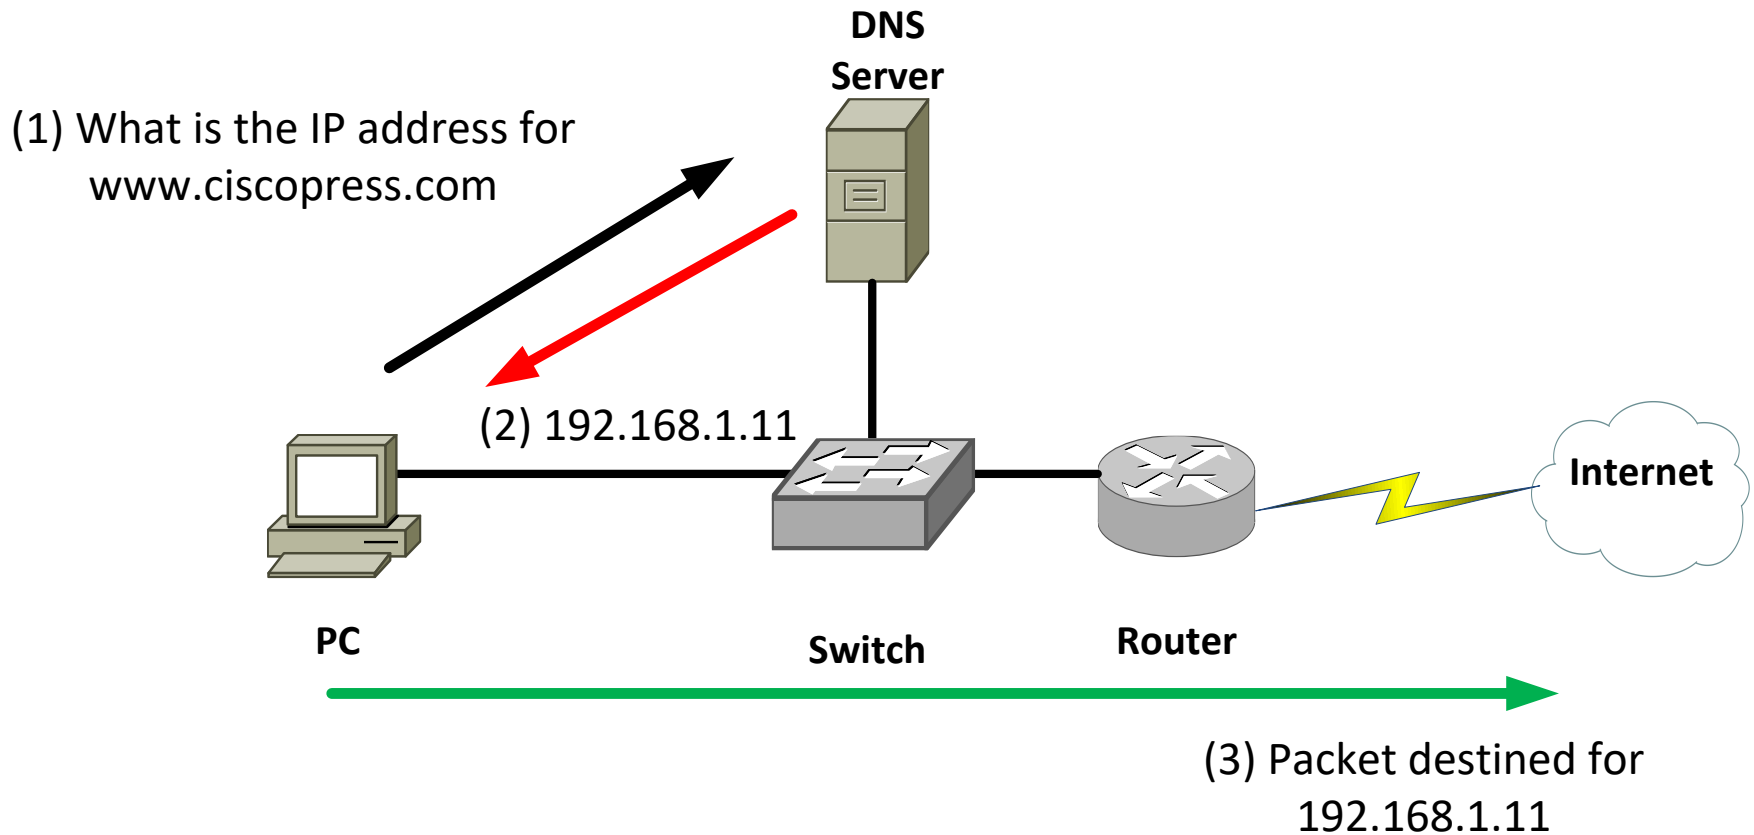 DNS
Server
(1) What is the IP address for
www.ciscopress.com
(2) 192.168.1.11
Internet
PC
Switch
Router
(3) Packet destined for
192.168.1.11